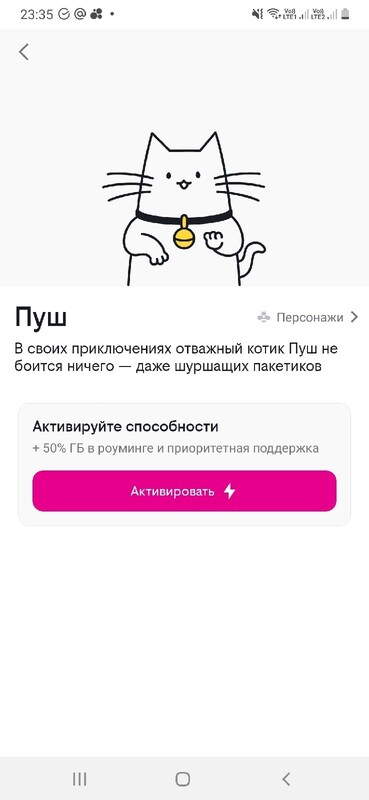 23:35
Vo)) LTE1 Vo)) LTE2
Пуш
Персонажи
В своих приключениях отважный котик Пуш не
боится ничего — даже шуршащих пакетиков
Активируйте способности
+ 50% ГБ в роуминге и приоритетная поддержка
Активировать